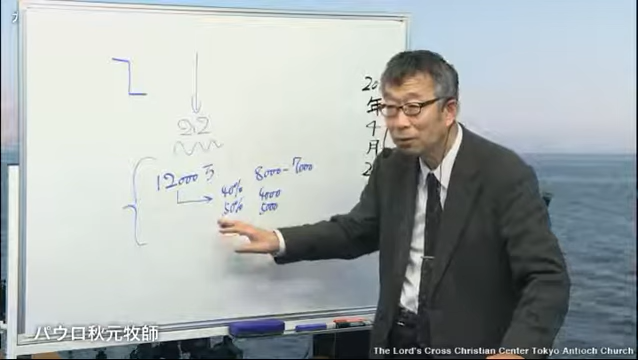 22
12000万
8000-7000
40% 4000
50% 5000
20
年
4
月
2
パウロ秋元牧師
The Lord's Cross Christian Center Tokyo Antioch Church